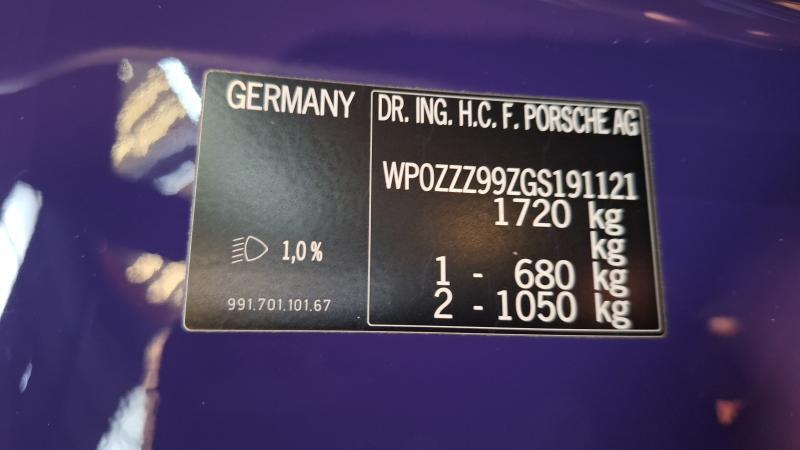 GERMANY
1,0 %
991.701.101.67
DR. ING. H.C. F. PORSCHE AG
WP0ZZZ99ZGS191121
1720 kg
kg
1 - 680 kg
2 - 1050 kg